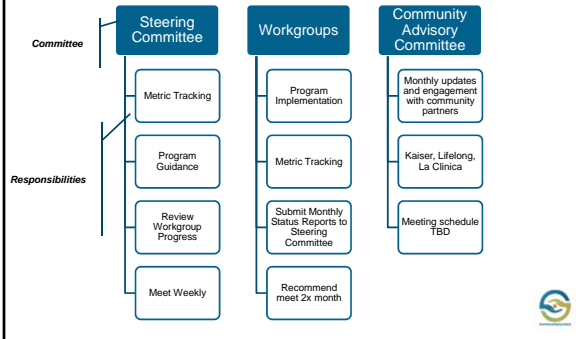 Committee
Steering
Committee
Workgroups
Community
Advisory
Committee
Responsibilities
Metric Tracking
Program
Guidance
Review
Workgroup
Progress
Meet Weekly
Program
Implementation
Metric Tracking
Submit Monthly
Status Reports to
Steering
Committee
Recommend
meet 2x month
Monthly updates
and engagement
with community
partners
Kaiser, Lifelong,
La Clinica
Meeting schedule
TBD